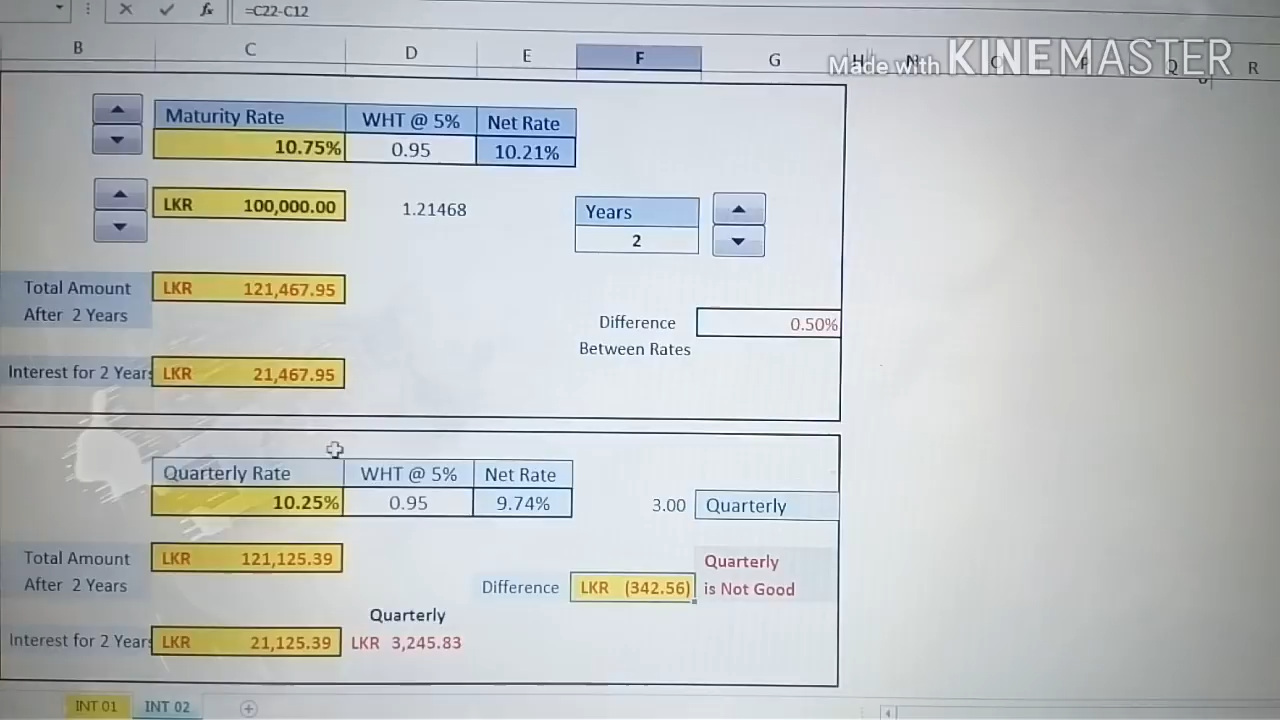 =C22-C12
B C D E F G H N Q R
Made with KINEMASTER
Maturity Rate WHT @ 5% Net Rate
10.75% 0.95 10.21%
LKR 100,000.00 1.21468 Years
2
Total Amount LKR 121,467.95
After 2 Years
Difference 0.50%
Between Rates
Interest for 2 Years LKR 21,467.95
Quarterly Rate WHT @ 5% Net Rate
10.25% 0.95 9.74% 3.00 Quarterly
Total Amount LKR 121,125.39 Quarterly
After 2 Years Difference LKR (342.56) is Not Good
Quarterly
Interest for 2 Years LKR 21,125.39 LKR 3,245.83
INT 01 INT 02